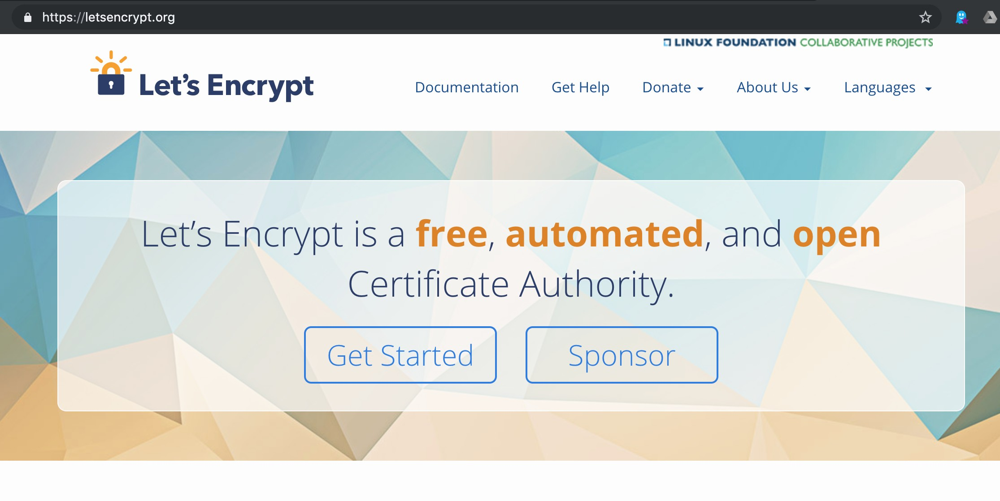 https://letsencrypt.org
LINUX FOUNDATION COLLABORATIVE PROJECTS
Let’s Encrypt
Documentation Get Help Donate About Us Languages
Let’s Encrypt is a free, automated, and open
Certificate Authority.
Get Started Sponsor